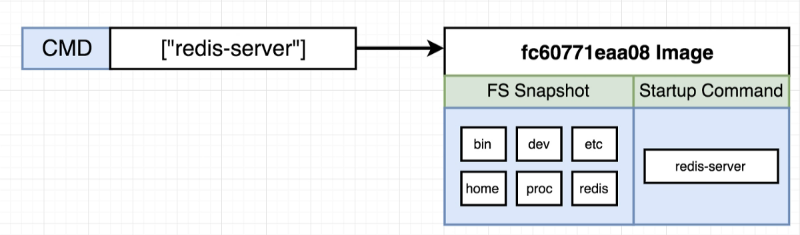 CMD ["redis-server"]
fc60771eaa08 Image
FS Snapshot Startup Command
bin dev etc
redis-server
home proc redis